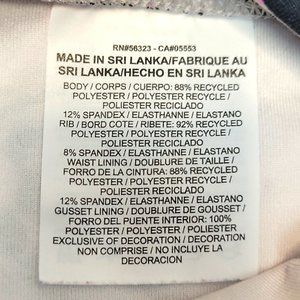 RN#56323 - CA#05553
MADE IN SRI LANKA/FABRIQUE AU
SRI LANKA/HECHO EN SRI LANKA
BODY / CORPS / CUERPO: 88% RECYCLED
POLYESTER / POLYESTER RECYCLE /
POLIESTER RECICLADO
12% SPANDEX / ELASTHANNE / ELASTANO
RIB / BORD COTE / RIBETE: 92% RECYCLED
POLYESTER / POLYESTER RECYCLE /
POLIESTER RECICLADO
8% SPANDEX / ELASTHANNE / ELASTANO
WAIST LINING / DOUBLURE DE TAILLE /
FORRO DE LA CINTURA: 88% RECYCLED
POLYESTER / POLYESTER RECYCLE /
POLIESTER RECICLADO
12% SPANDEX / ELASTHANNE / ELASTANO
GUSSET LINING / DOUBLURE DE GOUSSET /
FORRO DEL FUENTE INTERIOR: 100%
POLYESTER / POLYESTER / POLIESTER
EXCLUSIVE OF DECORATION / DECORATION
NON COMPRISE / NO INCLUYE LA
DECORACION